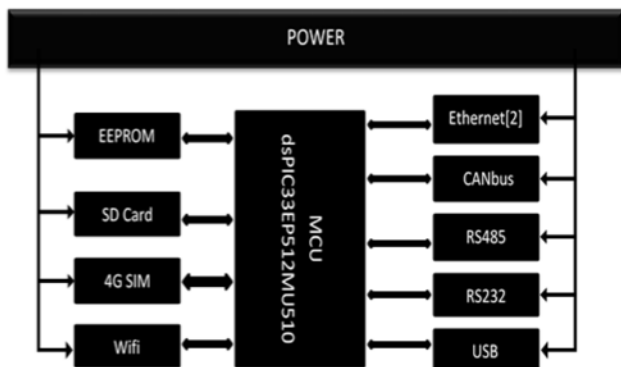 POWER
EEPROM
SD Card
4G SIM
Wifi
MCU
dsPIC33EP512MU510
Ethernet[2]
CANbus
RS485
RS232
USB